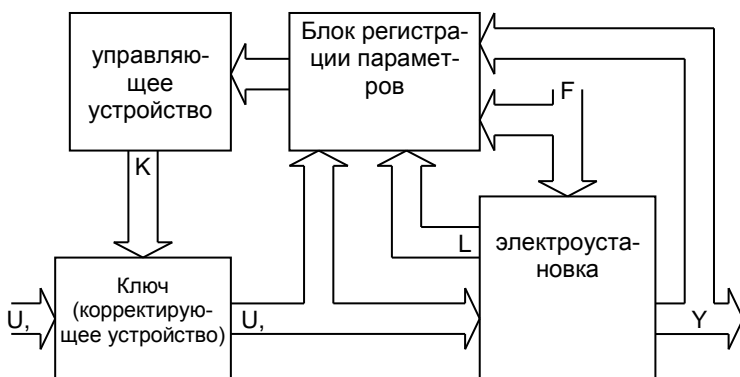 управляю-
щее
устройство
Блок регистра-
ции парамет-
ров
F
K
L
электроуста-
новка
Ключ
(корректирую-
щее устройство)
U,
U,
Y